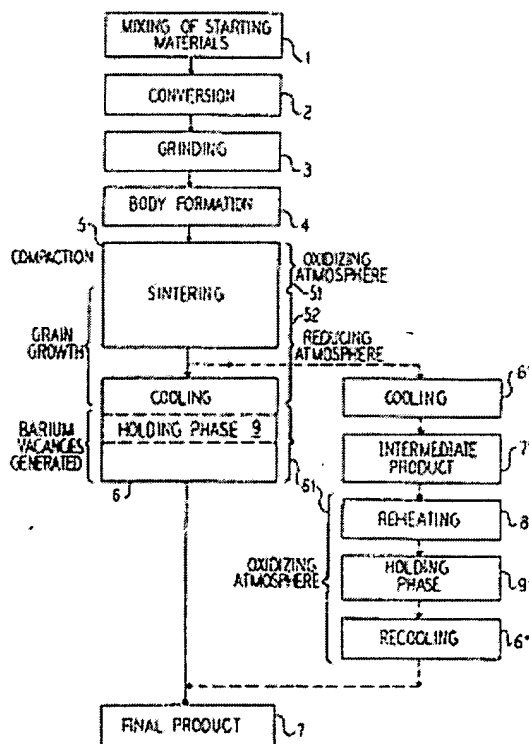 MIXING OF STARTING
MATERIALS
1
CONVERSION
2
GRINDING
3
BODY FORMATION
4
5
COMPACTION
SINTERING
OXIDIZING
ATMOSPHERE
51
52
GRAIN
GROWTH
REDUCING
ATMOSPHERE
COOLING
BARIUM
VACANCES
GENERATED
HOLDING PHASE 9
6
61
COOLING
6'
INTERMEDIATE
PRODUCT
7'
REHEATING
8
OXIDIZING
ATMOSPHERE
HOLDING
PHASE
9'
RECOOLING
6"
FINAL PRODUCT
7